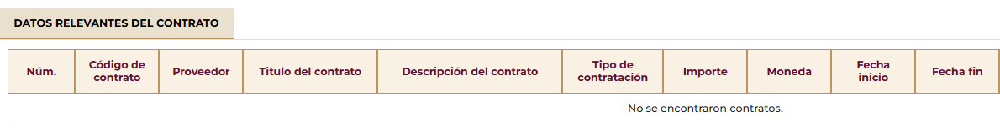 DATOS RELEVANTES DEL CONTRATO
Núm.
Código de
contrato
Proveedor
Titulo del contrato
Descripción del contrato
Tipo de
contratación
Importe
Moneda
Fecha
inicio
Fecha fin
No se encontraron contratos.